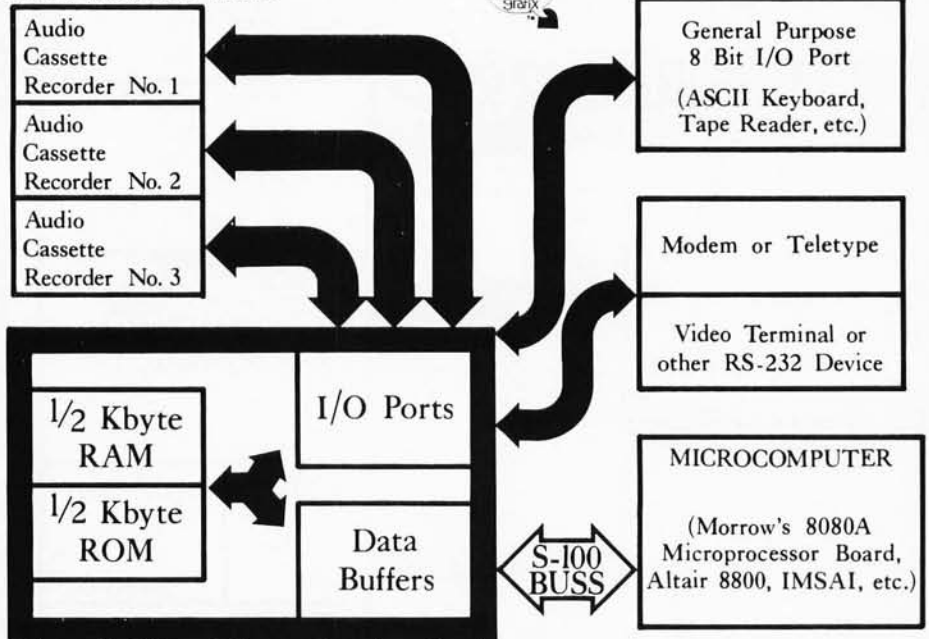 grafix
Audio
Cassette
Recorder No. 1
Audio
Cassette
Recorder No. 2
Audio
Cassette
Recorder No. 3
General Purpose
8 Bit I/O Port
(ASCII Keyboard,
Tape Reader, etc.)
Modem or Teletype
Video Terminal or
other RS-232 Device
1/2 Kbyte
RAM
1/2 Kbyte
ROM
I/O Ports
Data
Buffers
S-100
BUSS
MICROCOMPUTER
(Morrow's 8080A
Microprocessor Board,
Altair 8800, IMSAI, etc.)